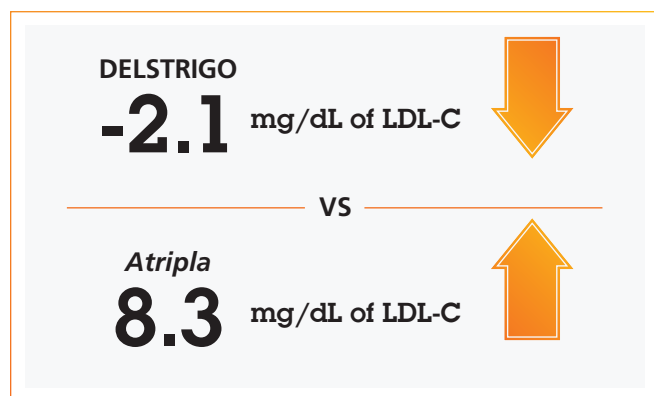 DELSTRIGO
-2.1 mg/dL of LDL-C
VS
Atripla
8.3 mg/dL of LDL-C